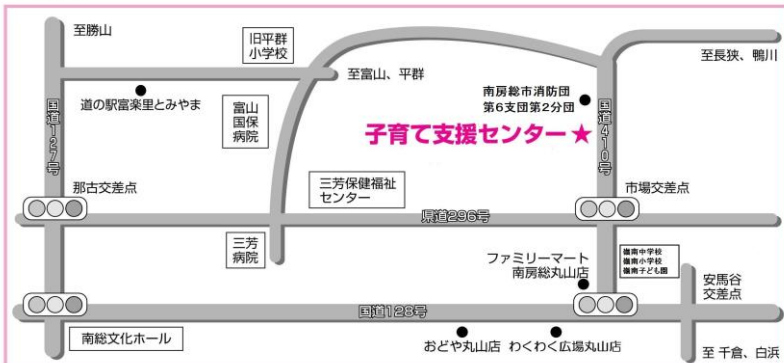 至勝山
旧平群
小学校
至長狭、鴨川
至富山、平群
道の駅富楽里とみやま
国道127号
富山
国保
病院
南房総市消防団
第6支団第2分団
国道410号
子育て支援センター★
那古交差点
三芳保健福祉
センター
市場交差点
県道296号
三芳
病院
ファミリーマート
南房総丸山店
嶺南中学校
嶺南小学校
嶺南子ども園
安馬谷
交差点
国道128号
南総文化ホール
おどや丸山店
わくわく広場丸山店
至 千倉、白浜